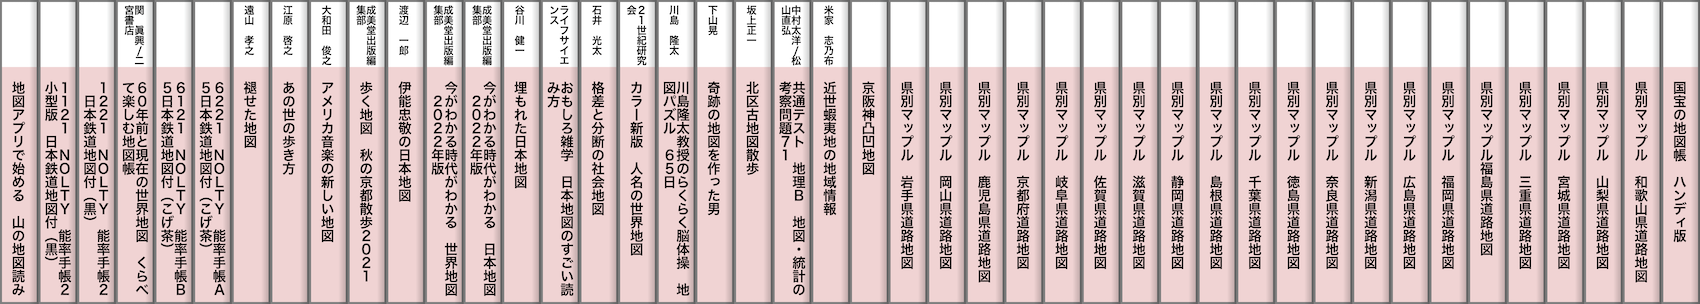 国宝の地図帳　ハンディ版
県別マップル　和歌山県道路地図
県別マップル　山梨県道路地図
県別マップル　宮城県道路地図
県別マップル　三重県道路地図
県別マップル福島県道路地図
県別マップル　福岡県道路地図
県別マップル　広島県道路地図
県別マップル　新潟県道路地図
県別マップル　奈良県道路地図
県別マップル　徳島県道路地図
県別マップル　千葉県道路地図
県別マップル　島根県道路地図
県別マップル　静岡県道路地図
県別マップル　滋賀県道路地図
県別マップル　佐賀県道路地図
県別マップル　岐阜県道路地図
県別マップル　京都府道路地図
県別マップル　鹿児島県道路地図
県別マップル　岡山県道路地図
県別マップル　岩手県道路地図
京阪神凸凹地図
米家　志乃布
近世蝦夷地の地域情報
中村太洋/松
山直弘
共通テスト　地理B　地図・統計の
考察問題７１
坂上正一
北区古地図散歩
下山晃
奇跡の地図を作った男
川島　隆太
川島隆太教授のらくらく脳体操　地
図パズル　６５日
２１世紀研究
会
カラー新版　人名の世界地図
石井　光太
格差と分断の社会地図
ライフサイエ
ンス
おもしろ雑学　日本地図のすごい読
み方
谷川　健一
埋もれた日本地図
成美堂出版編
集部
今がわかる時代がわかる　日本地図
２０２２年版
成美堂出版編
集部
今がわかる時代がわかる　世界地図
２０２２年版
渡辺　一郎
伊能忠敬の日本地図
成美堂出版編
集部
歩く地図　秋の京都散歩２０２１
大和田　俊之
アメリカ音楽の新しい地図
江原　啓之
あの世の歩き方
遠山　孝之
褪せた地図
６２２１　NOLTY　能率手帳A
５日本鉄道地図付（こげ茶）
６１２１　NOLTY　能率手帳B
５日本鉄道地図付（こげ茶）
関　眞興/二
宮書店
６０年前と現在の世界地図　くらべ
て楽しむ地図帳
１２２１　NOLTY　能率手帳２
日本鉄道地図付（黒）
１１２１　NOLTY　能率手帳２
小型版　日本鉄道地図付（黒）
地図アプリで始める　山の地図読み